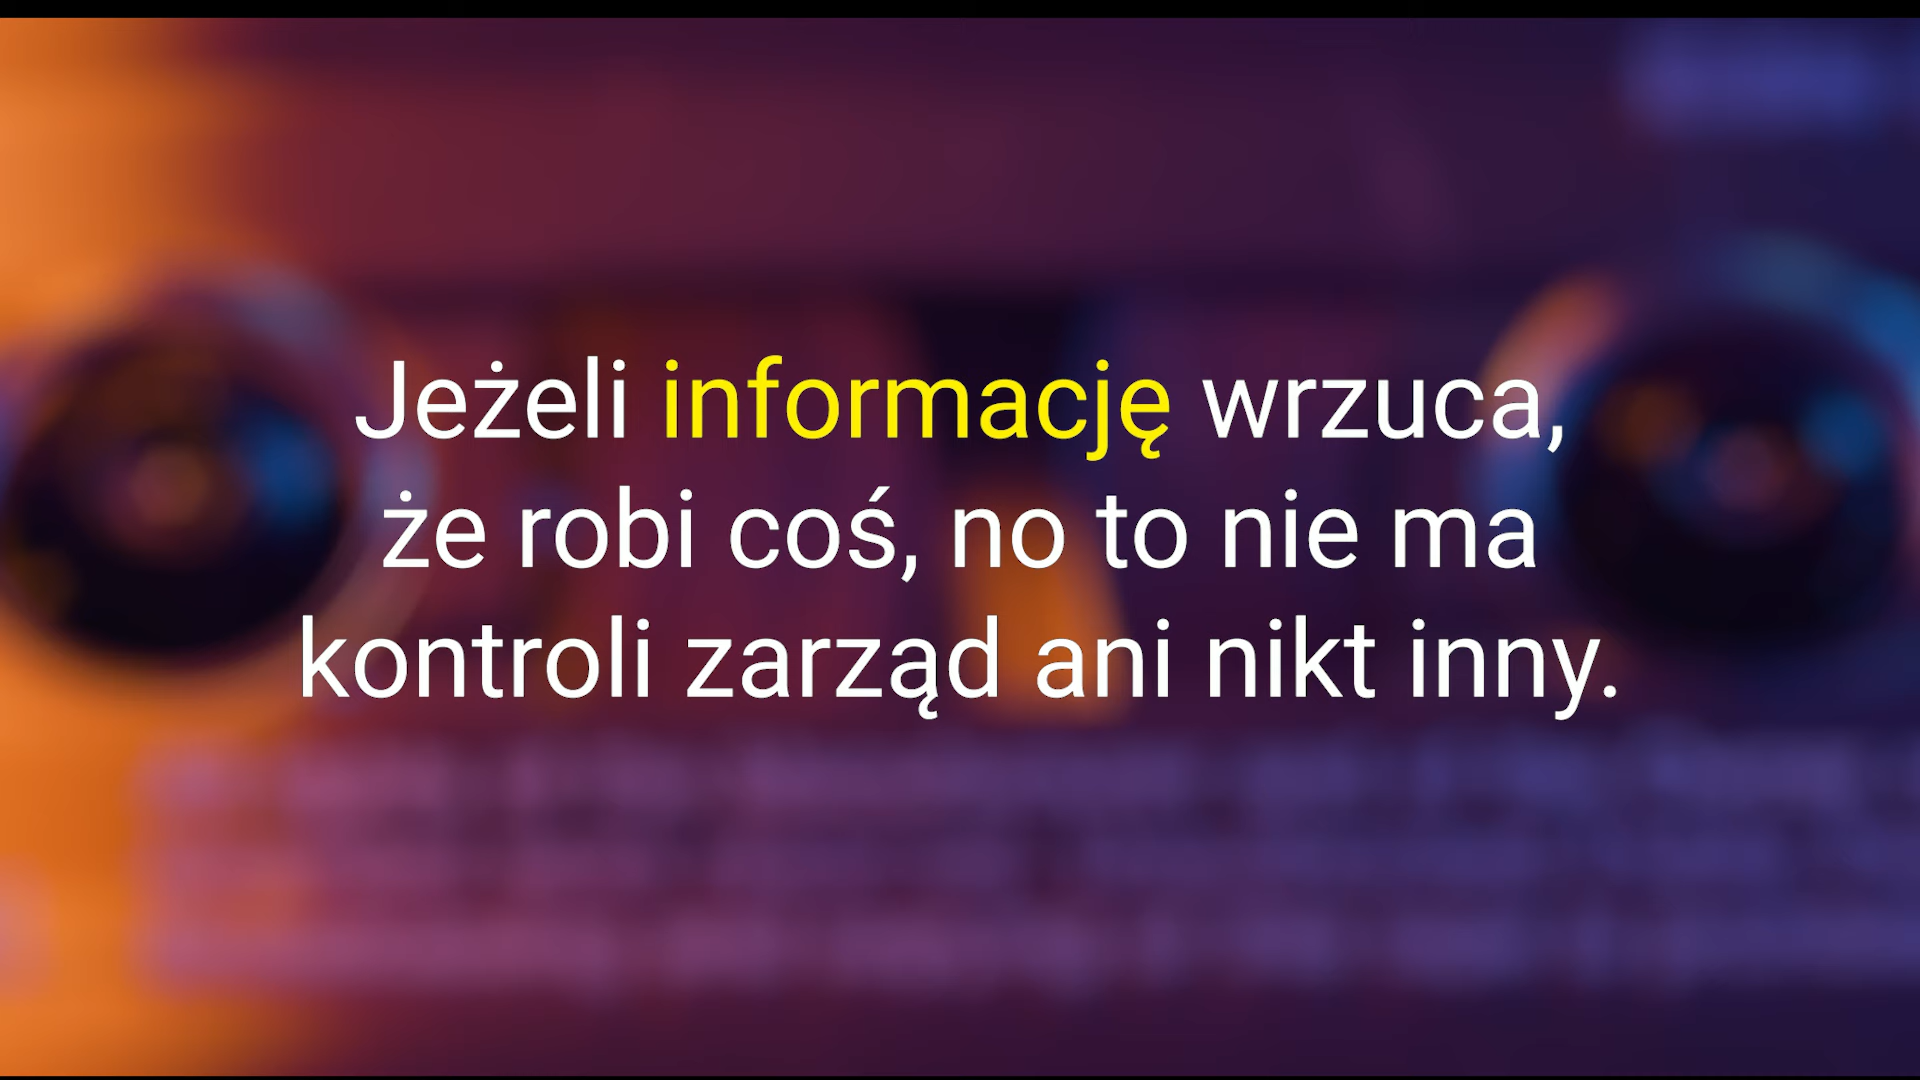 Jeżeli informację wrzuca,
że robi coś, no to nie ma
kontroli zarząd ani nikt inny.